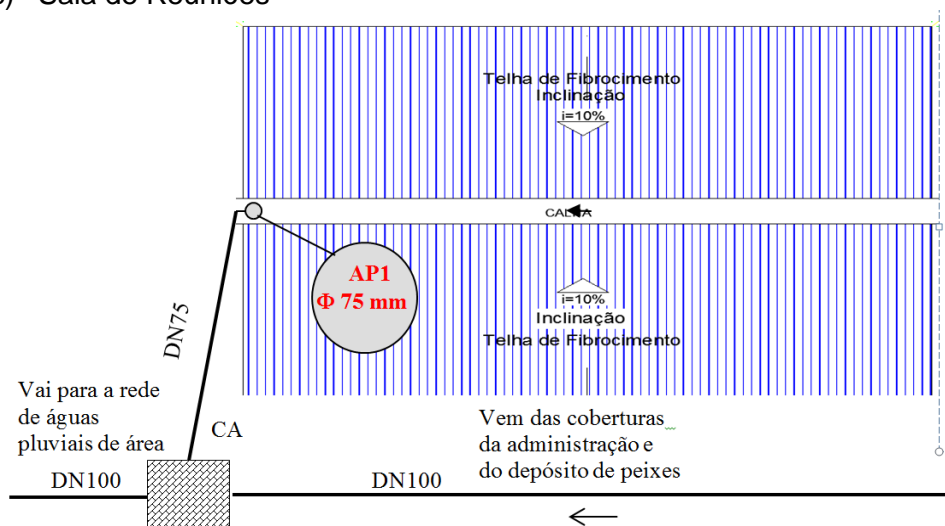 Sala de Reuniões
Telha de Fibrocimento
Inclinação
i=10%
CALHA
AP1
Φ 75 mm
i=10%
Inclinação
Telha de Fibrocimento
DN75
Vai para a rede
de águas
pluviais de área
CA
Vem das coberturas
da administração e
do depósito de peixes
DN100
DN100